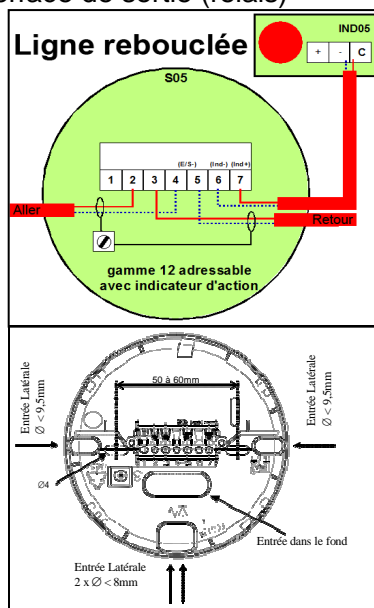 Ligne rebouclée
IND05
+ - C
S05
(E/S-) (Ind-) (Ind+)
1 2 3 4 5 6 7
Aller
Retour
gamme 12 adressable
avec indicateur d'action
50 à 60mm
Entrée Latérale
Ø < 9,5mm
Entrée Latérale
Ø < 9,5mm
Ø4
Entrée dans le fond
Entrée Latérale
2 x Ø < 8mm